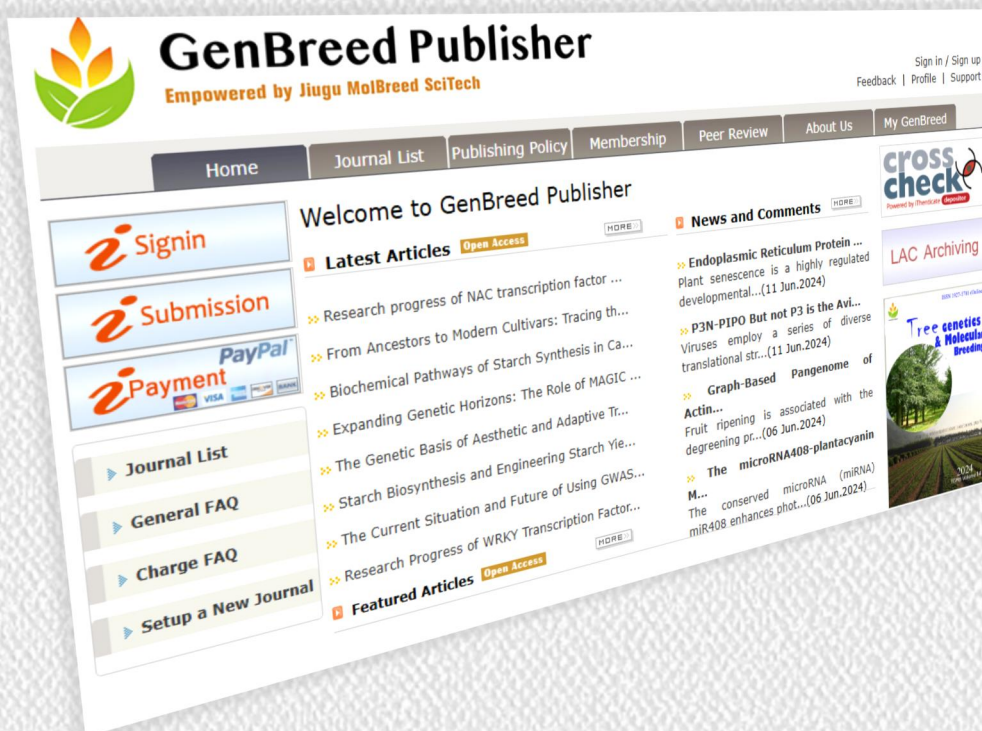 GenBreed Publisher
Empowered by Jiugu MolBreed SciTech
Sign in / Sign up
Feedback | Profile | Support
Home
Journal List
Publishing Policy
Membership
Peer Review
About Us
My GenBreed
Signin
Submission
PayPal
Payment
VISA
BANK
Journal List
General FAQ
Charge FAQ
Setup a New Journal
Welcome to GenBreed Publisher
Latest Articles Open Access MORE
Research progress of NAC transcription factor ...
From Ancestors to Modern Cultivars: Tracing th...
Biochemical Pathways of Starch Synthesis in Ca...
Expanding Genetic Horizons: The Role of MAGIC ...
The Genetic Basis of Aesthetic and Adaptive Tr...
Starch Biosynthesis and Engineering Starch Yie...
The Current Situation and Future of Using GWAS...
Research Progress of WRKY Transcription Factor...
Featured Articles Open Access MORE
News and Comments MORE
Endoplasmic Reticulum Protein ...
Plant senescence is a highly regulated
developmental...(11 Jun.2024)
P3N-PIPO But not P3 is the Avi...
Viruses employ a series of diverse
translational str...(11 Jun.2024)
Graph-Based Pangenome of
Actin...
Fruit ripening is associated with the
degreening pr...(06 Jun.2024)
The microRNA408-plantacyanin
M...
The conserved microRNA (miRNA)
miR408 enhances phot...(06 Jun.2024)
cross
check
Powered by iThenticate depositor
LAC Archiving
Tree genetics
& Molecular
Breeding
2024